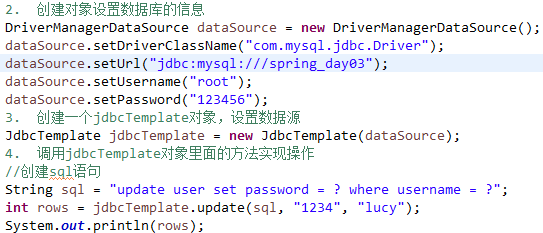 2. 创建对象设置数据库的信息
DriverManagerDataSource dataSource = new DriverManagerDataSource();
dataSource.setDriverClassName("com.mysql.jdbc.Driver");
dataSource.setUrl("jdbc:mysql:///spring_day03");
dataSource.setUsername("root");
dataSource.setPassword("123456");
3. 创建一个jdbcTemplate对象，设置数据源
JdbcTemplate jdbcTemplate = new JdbcTemplate(dataSource);
4. 调用jdbcTemplate对象里面的方法实现操作
//创建sql语句
String sql = "update user set password = ? where username = ?";
int rows = jdbcTemplate.update(sql, "1234", "lucy");
System.out.println(rows);